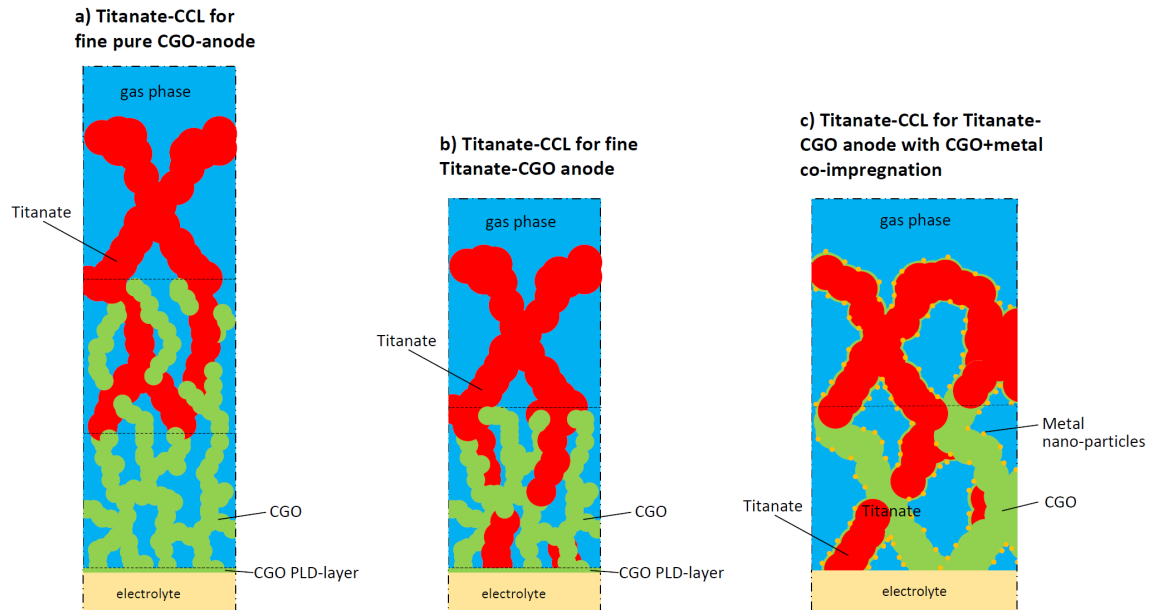 a) Titanate-CCL for
fine pure CGO-anode
gas phase
Titanate
CGO
CGO PLD-layer
electrolyte
b) Titanate-CCL for fine
Titanate-CGO anode
gas phase
Titanate
CGO
CGO PLD-layer
electrolyte
c) Titanate-CCL for Titanate-
CGO anode with CGO+metal
co-impregnation
gas phase
Metal
nano-particles
CGO
Titanate
Titanate
electrolyte